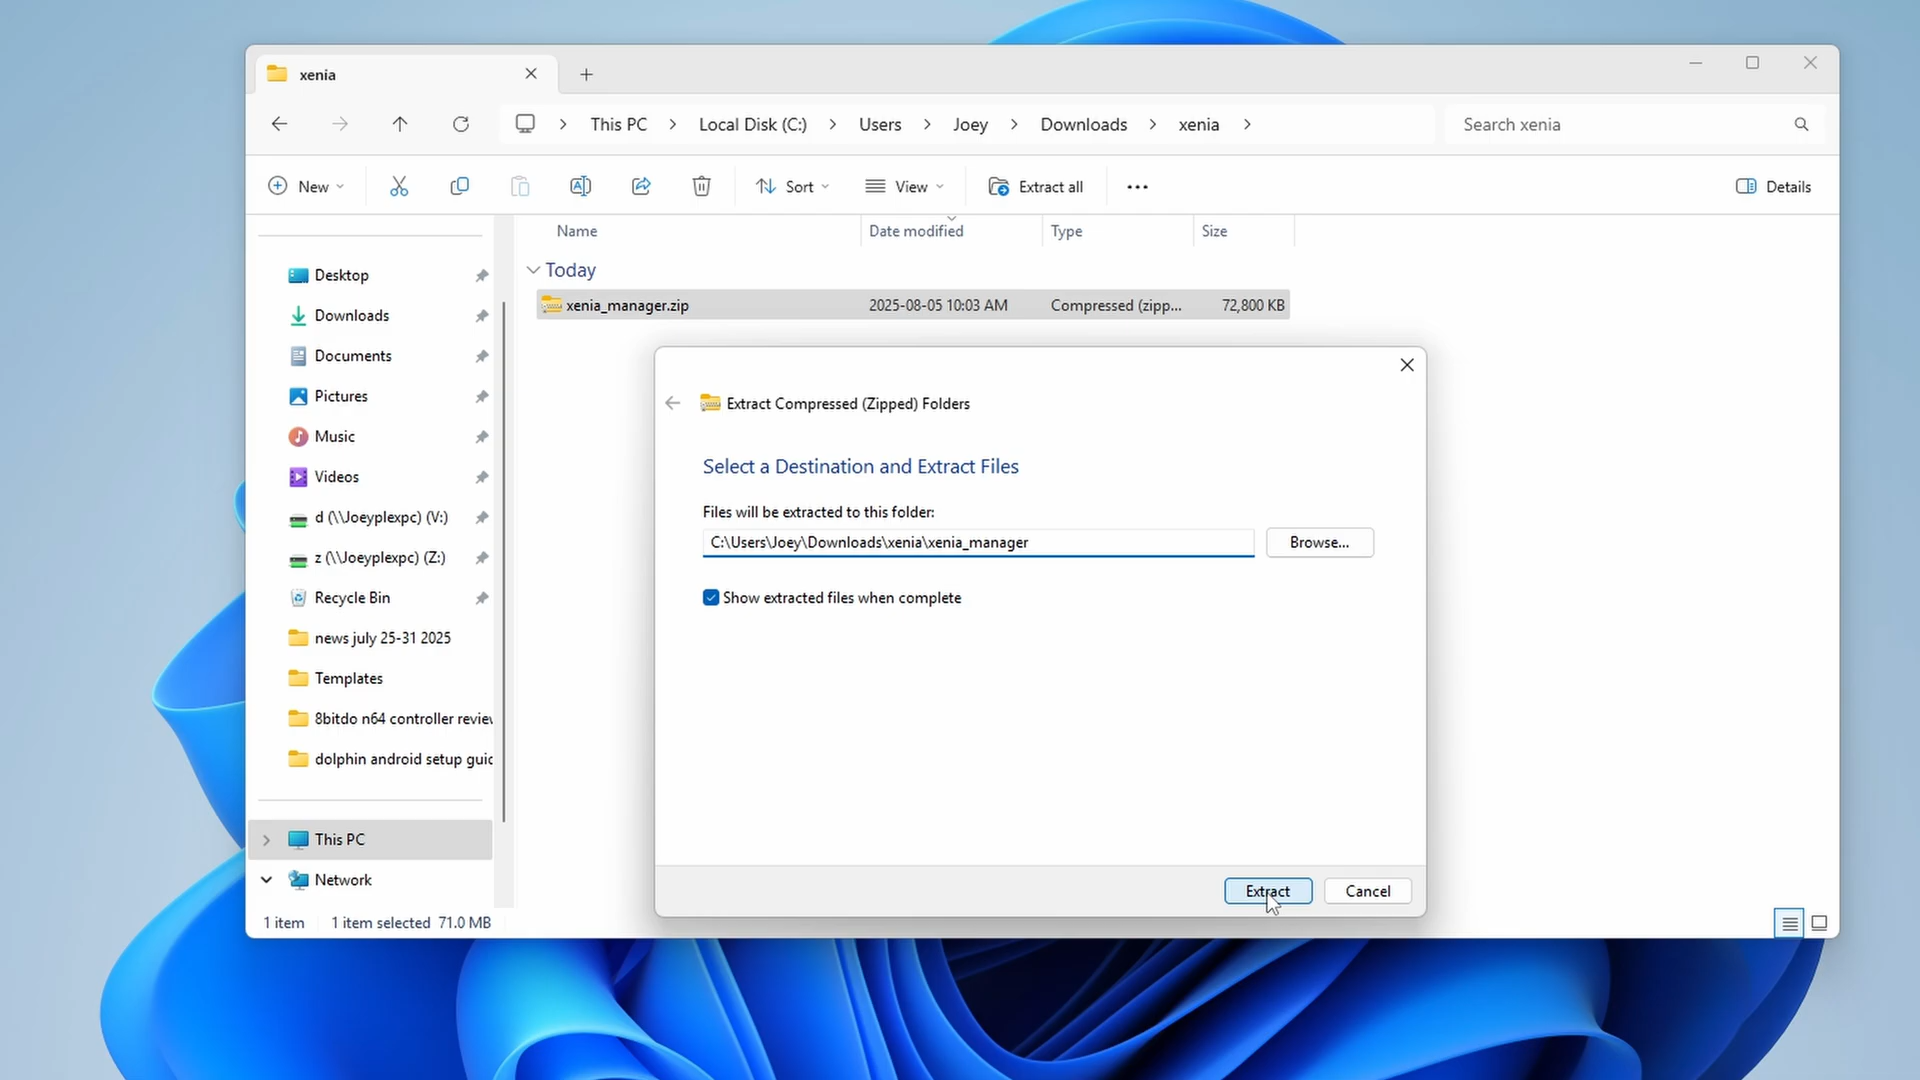 xenia
This PC
Local Disk (C:)
Users
Joey
Downloads
xenia
Search xenia
New
Sort
View
Extract all
Details
Name
Date modified
Type
Size
Today
xenia_manager.zip
2025-08-05 10:03 AM
Compressed (zipp...
72,800 KB
Desktop
Downloads
Documents
Pictures
Music
Videos
d (\\Joeyplexpc) (V:)
z (\\Joeyplexpc) (Z:)
Recycle Bin
news july 25-31 2025
Templates
8bitdo n64 controller review
dolphin android setup guid
This PC
Network
1 item
1 item selected 71.0 MB
Extract Compressed (Zipped) Folders
Select a Destination and Extract Files
Files will be extracted to this folder:
C:\Users\Joey\Downloads\xenia\xenia_manager
Browse...
Show extracted files when complete
Extract
Cancel